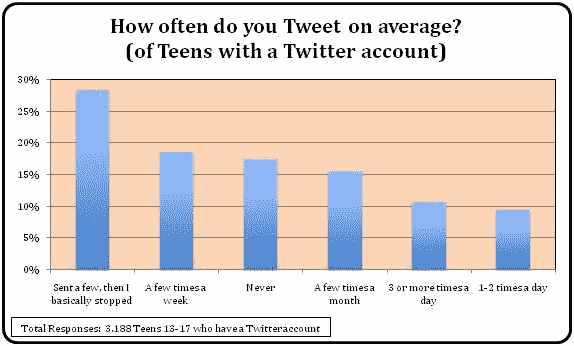 How often do you Tweet on average?
(of Teens with a Twitter account)
30%
25%
20%
15%
10%
5%
0%
Sent a few, then I
basically stopped
A few times a
week
Never
A few times a
month
3 or more times a
day
1-2 times a day
Total Responses: 3,188 Teens 13-17 who have a Twitter account